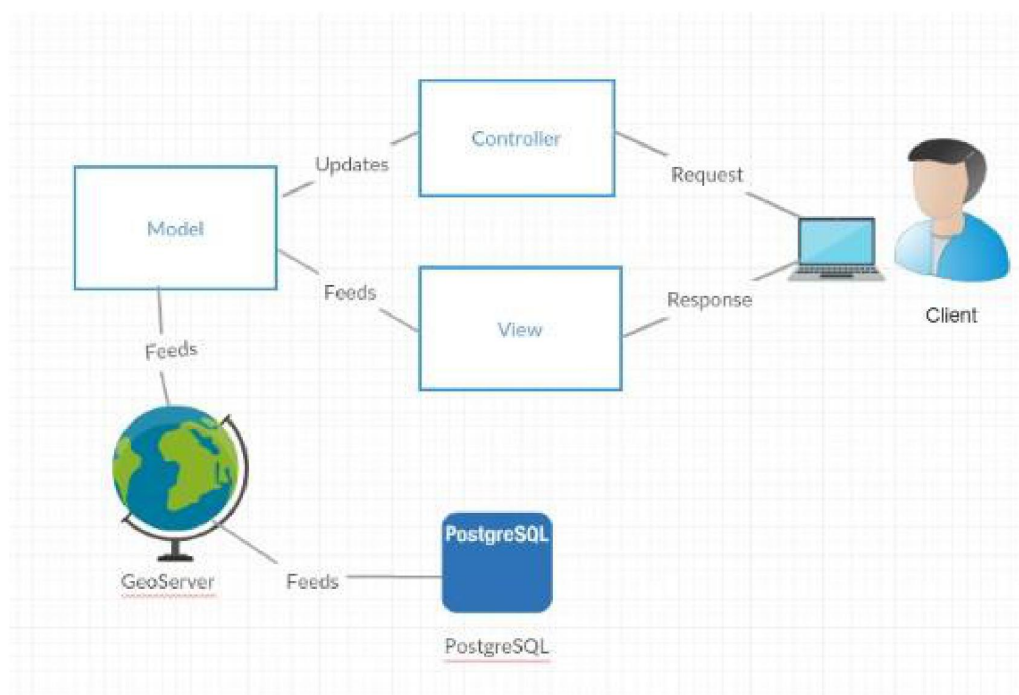 Controller
Updates
Request
Model
Feeds
Response
View
Client
Feeds
PostgreSQL
GeoServer
Feeds
PostgreSQL